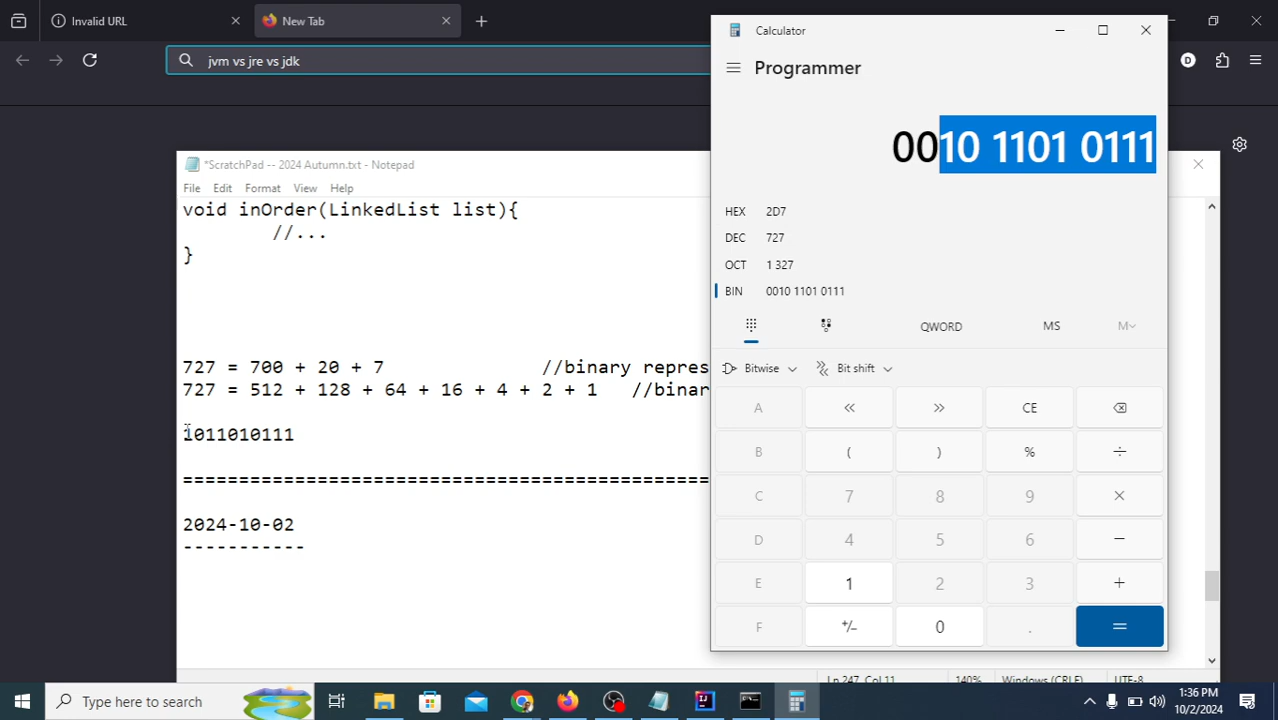 Invalid URL
New Tab
jvm vs jre vs jdk
*ScratchPad -- 2024 Autumn.txt - Notepad
File Edit Format View Help
void inOrder(LinkedList list){
//...
}
727 = 700 + 20 + 7 //binary repres
727 = 512 + 128 + 64 + 16 + 4 + 2 + 1 //binar
1011010111
==============================================
2024-10-02
-----------
Ln 247, Col 11 140% Windows (CRLF) UTF-8
Calculator
Programmer
0010 1101 0111
HEX 2D7
DEC 727
OCT 1 327
BIN 0010 1101 0111
QWORD MS M
Bitwise Bit shift
A « » CE
B ( ) % ÷
C 7 8 9 ×
D 4 5 6 −
E 1 2 3 +
F +/− 0 . =
D
Type here to search
1:36 PM
10/2/2024